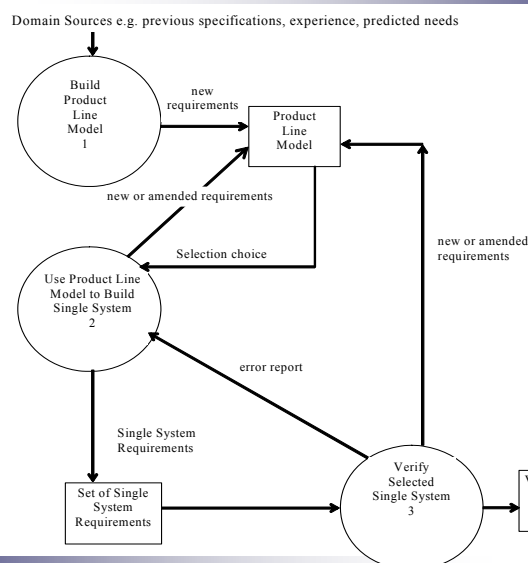 Domain Sources e.g. previous specifications, experience, predicted needs
Build
Product
Line
Model
1
new
requirements
Product
Line
Model
new or amended requirements
Selection choice
new or amended
requirements
Use Product Line
Model to Build
Single System
2
error report
Single System
Requirements
Set of Single
System
Requirements
Verify
Selected
Single System
3